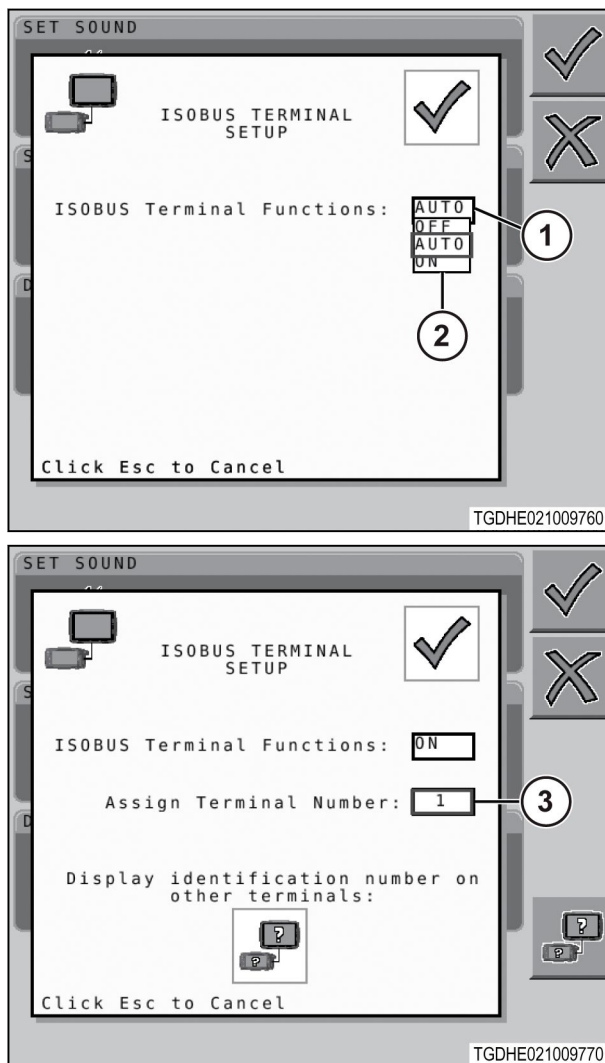 SET SOUND
ISOBUS TERMINAL
SETUP
ISOBUS Terminal Functions: AUTO
OFF
AUTO
ON
1
2
Click Esc to Cancel
TGDHE021009760
SET SOUND
ISOBUS TERMINAL
SETUP
ISOBUS Terminal Functions: ON
Assign Terminal Number: 1
3
Display identification number on
other terminals:
? ?
? ?
Click Esc to Cancel
TGDHE021009770